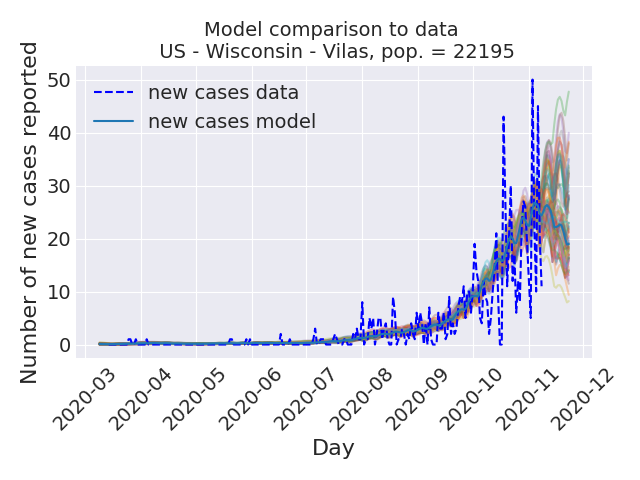 Model comparison to data
US - Wisconsin - Vilas, pop. = 22195
Number of new cases reported
50
40
30
20
10
0
new cases data
new cases model
2020-03
2020-04
2020-05
2020-06
2020-07
2020-08
2020-09
2020-10
2020-11
2020-12
Day